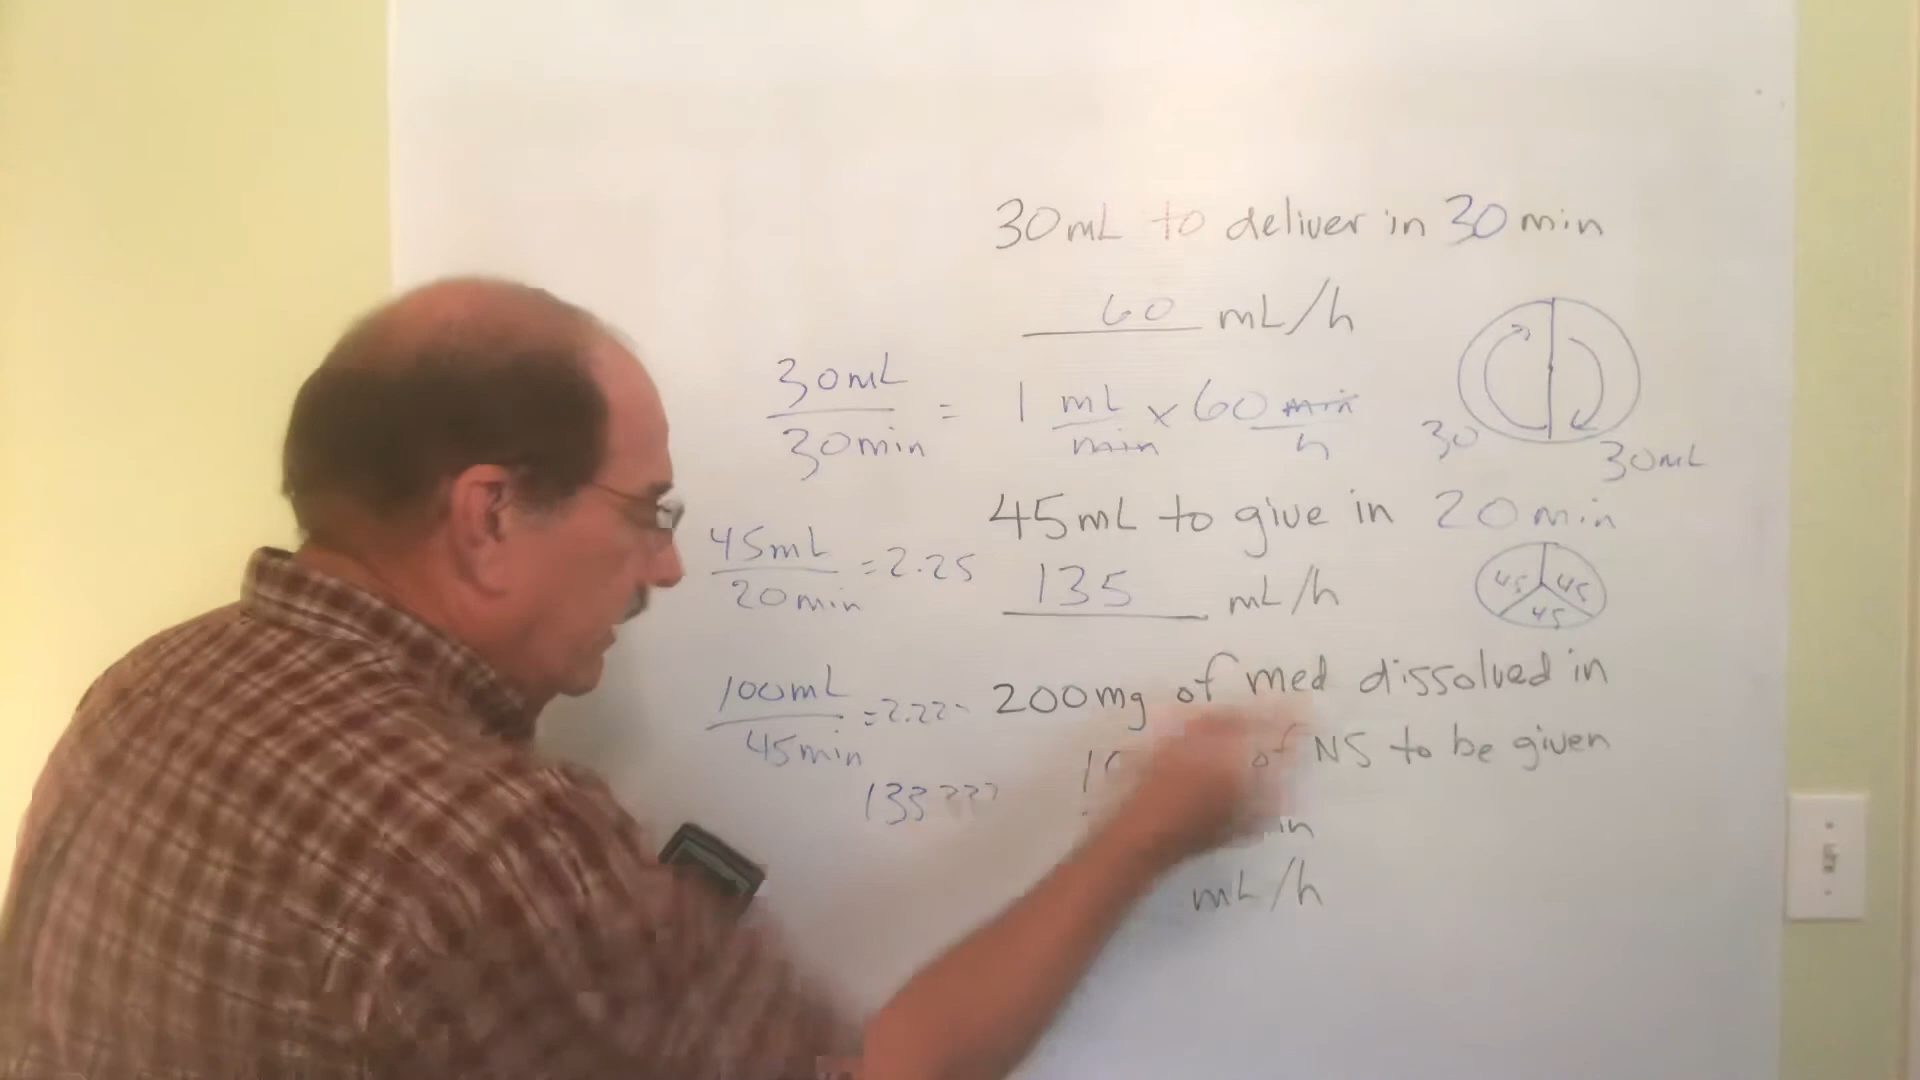 30mL to deliver in 30 min
60 mL/h
30mL
30min = 1 mL/min x 60 min/h
30
30mL
45mL to give in 20 min
45mL
20min = 2.25
135 mL/h
45 45
45
100mL
45min = 2.22
200mg of med dissolved in
of NS to be given
133
mL/h